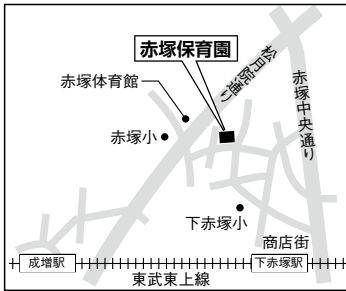 赤塚保育園
松月院通り
赤塚中央通り
赤塚体育館
赤塚小
下赤塚小
商店街
成増駅
下赤塚駅
東武東上線